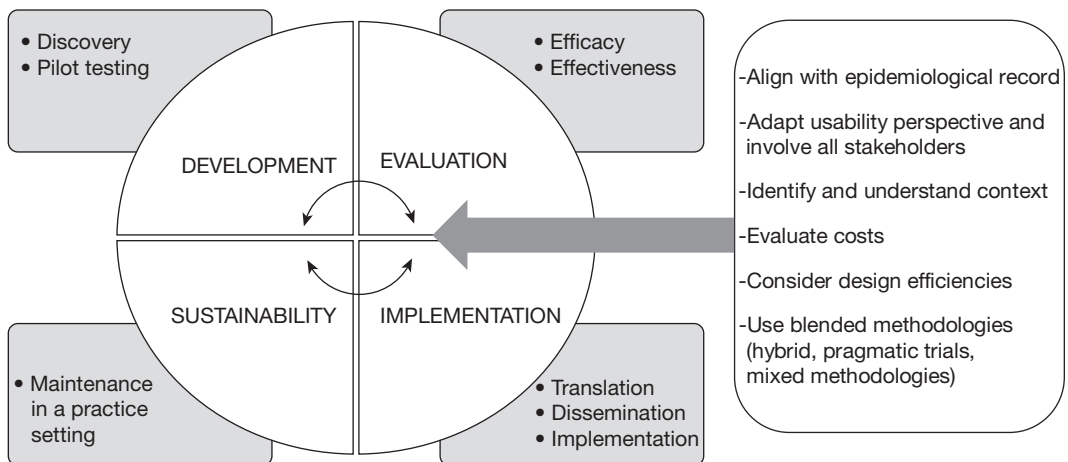 • Discovery
• Pilot testing
• Efficacy
• Effectiveness
DEVELOPMENT
EVALUATION
SUSTAINABILITY
IMPLEMENTATION
• Maintenance
in a practice
setting
• Translation
• Dissemination
• Implementation
-Align with epidemiological record
-Adapt usability perspective and
involve all stakeholders
-Identify and understand context
-Evaluate costs
-Consider design efficiencies
-Use blended methodologies
(hybrid, pragmatic trials,
mixed methodologies)